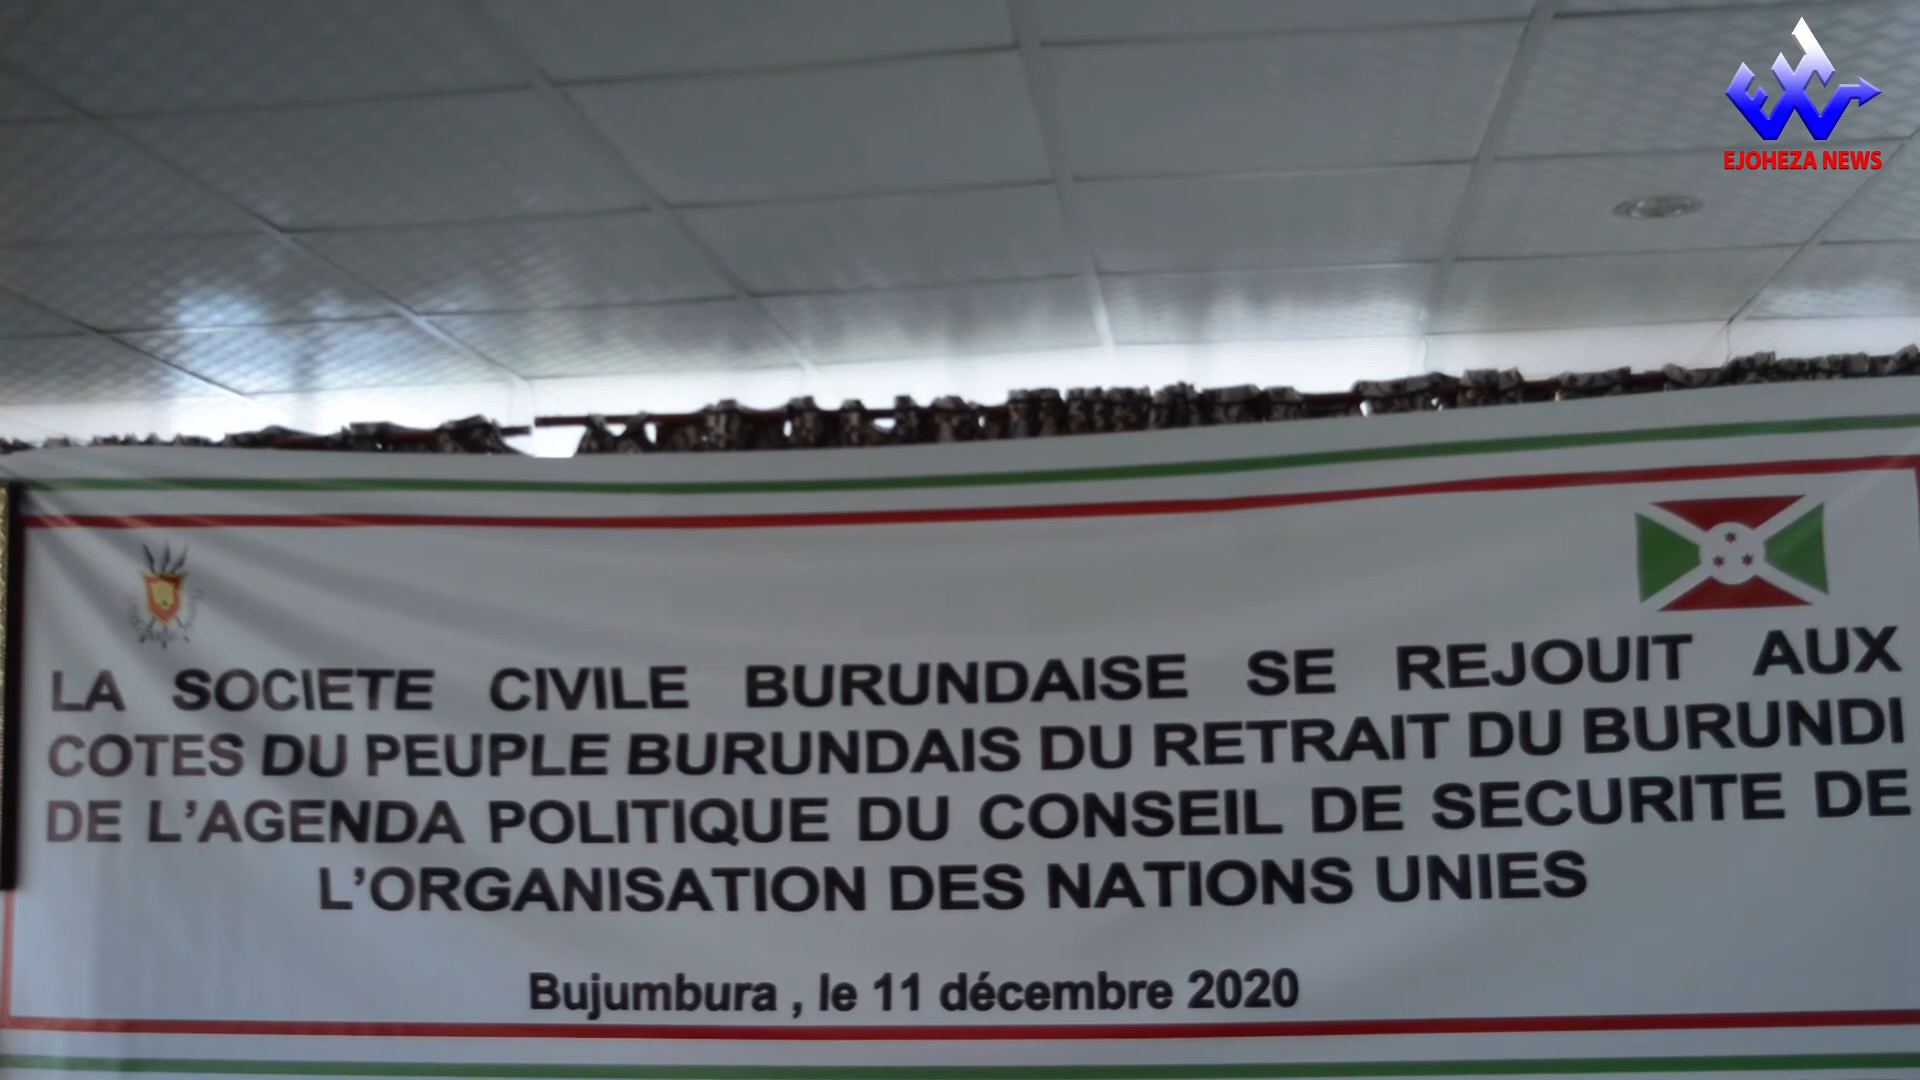 EJOHEZA NEWS
LA SOCIETE CIVILE BURUNDAISE SE REJOUIT AUX
COTES DU PEUPLE BURUNDAIS DU RETRAIT DU BURUNDI
DE L'AGENDA POLITIQUE DU CONSEIL DE SECURITE DE
L'ORGANISATION DES NATIONS UNIES
Bujumbura , le 11 décembre 2020